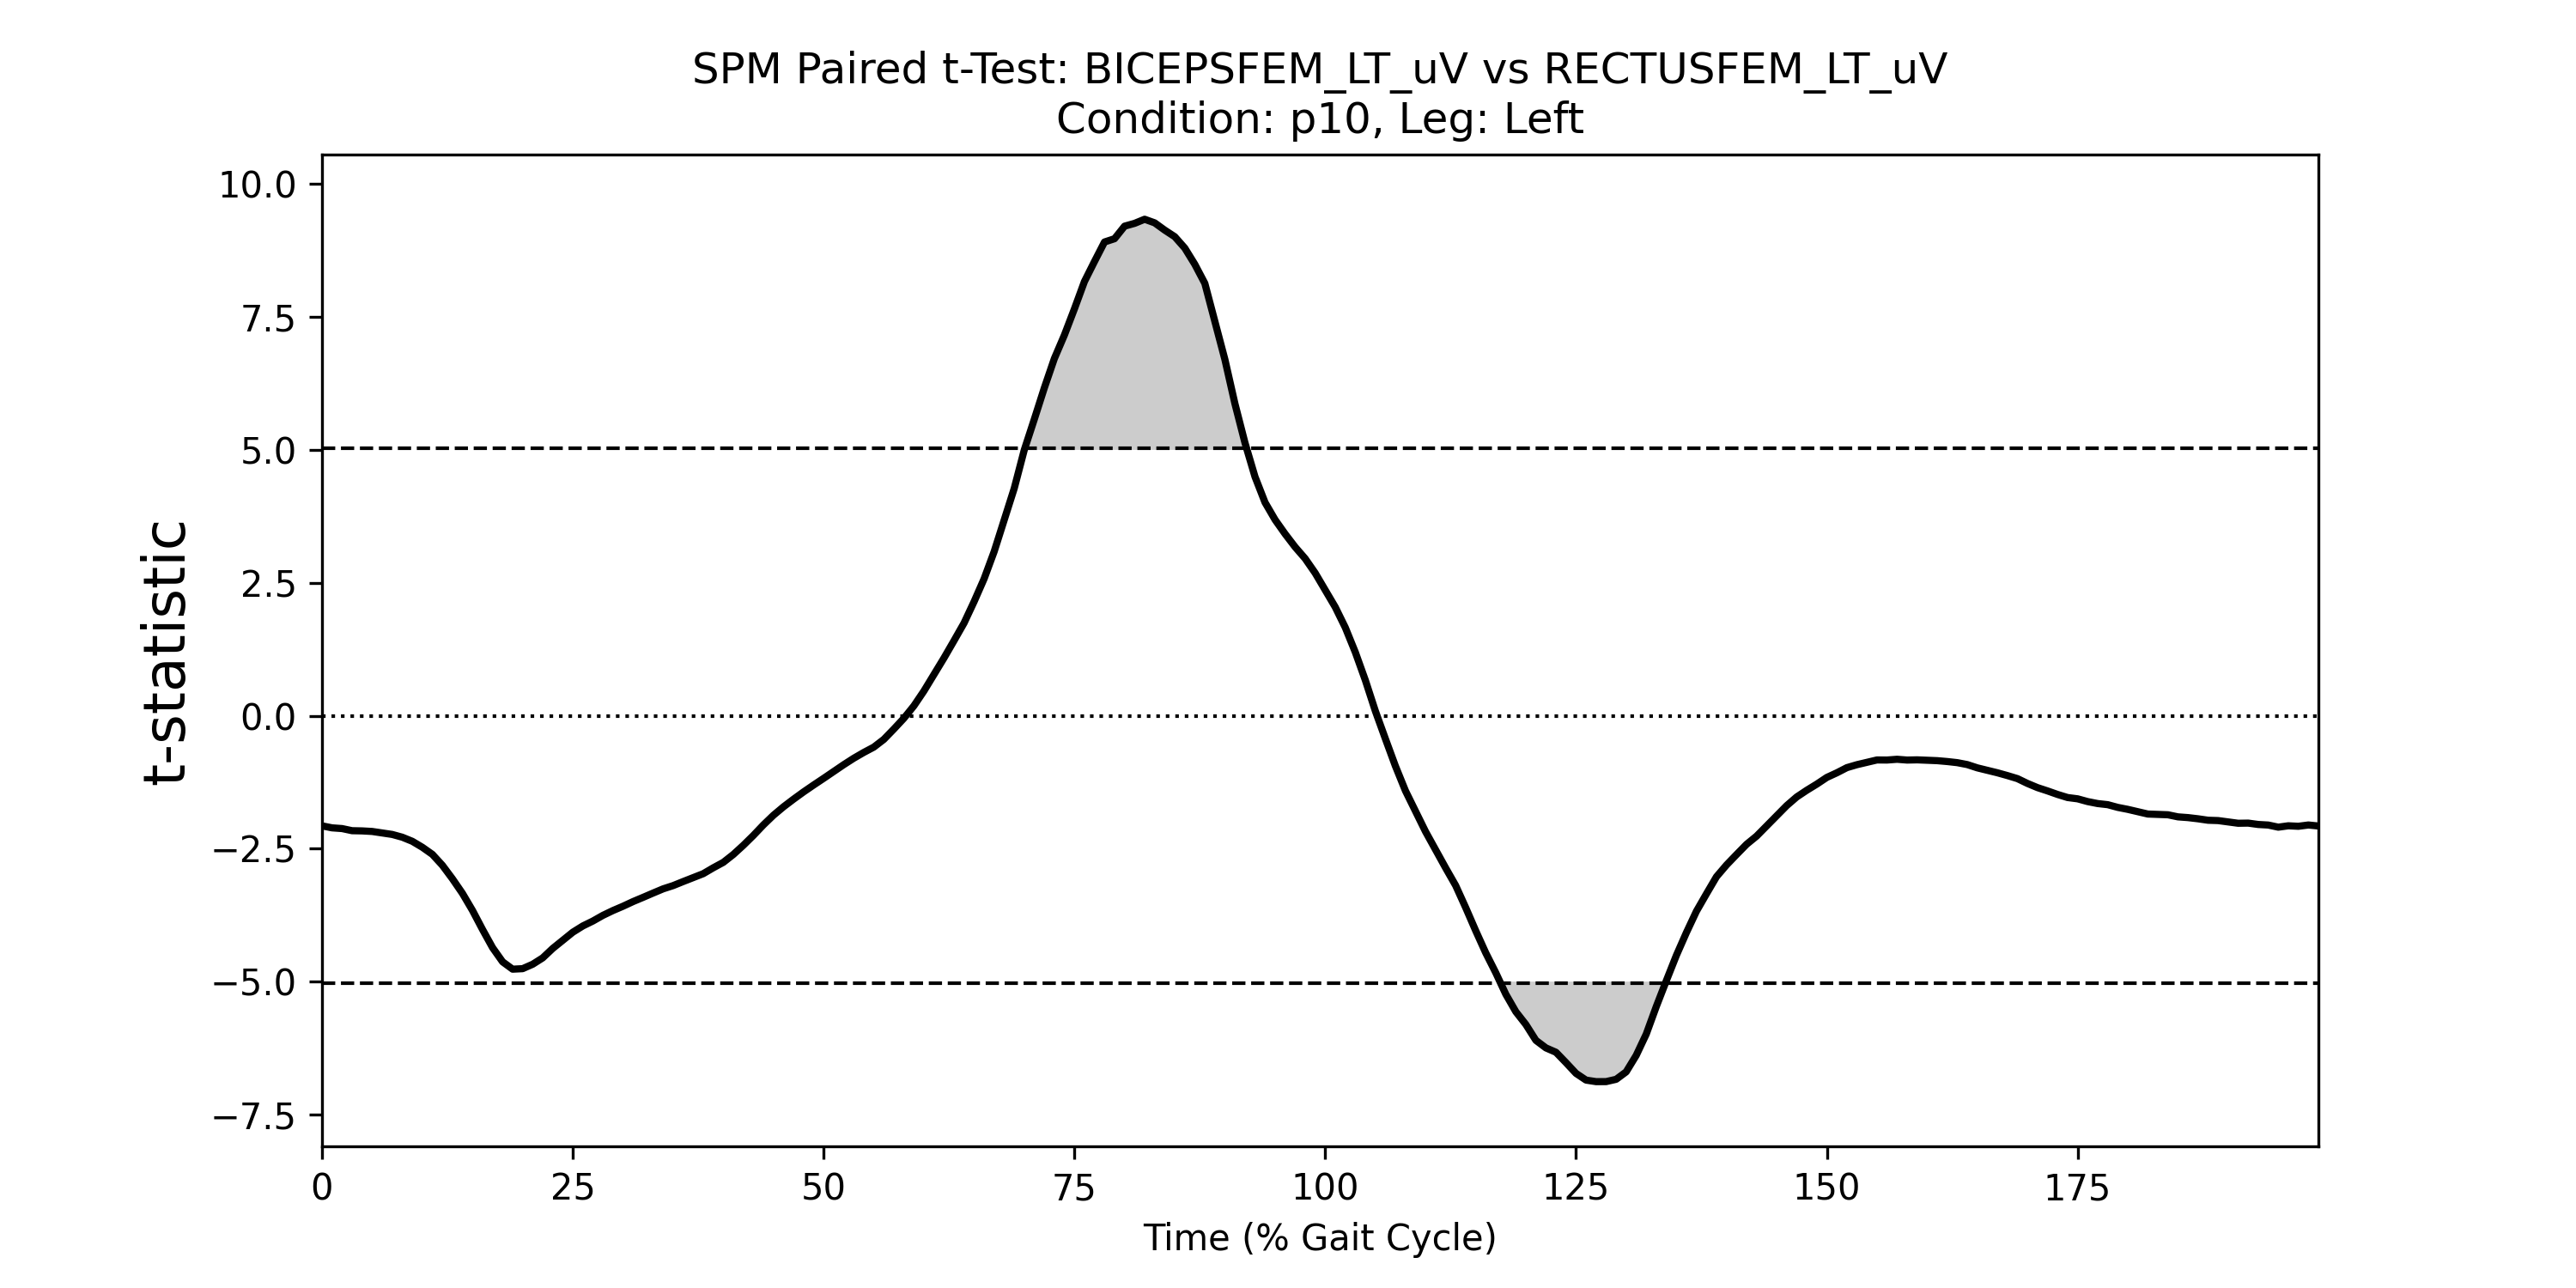 SPM Paired t-Test: BICEPSFEM_LT_uV vs RECTUSFEM_LT_uV
Condition: p10, Leg: Left
t-statistic
10.0
7.5
5.0
2.5
0.0
−2.5
−5.0
−7.5
0 25 50 75 100 125 150 175
Time (% Gait Cycle)